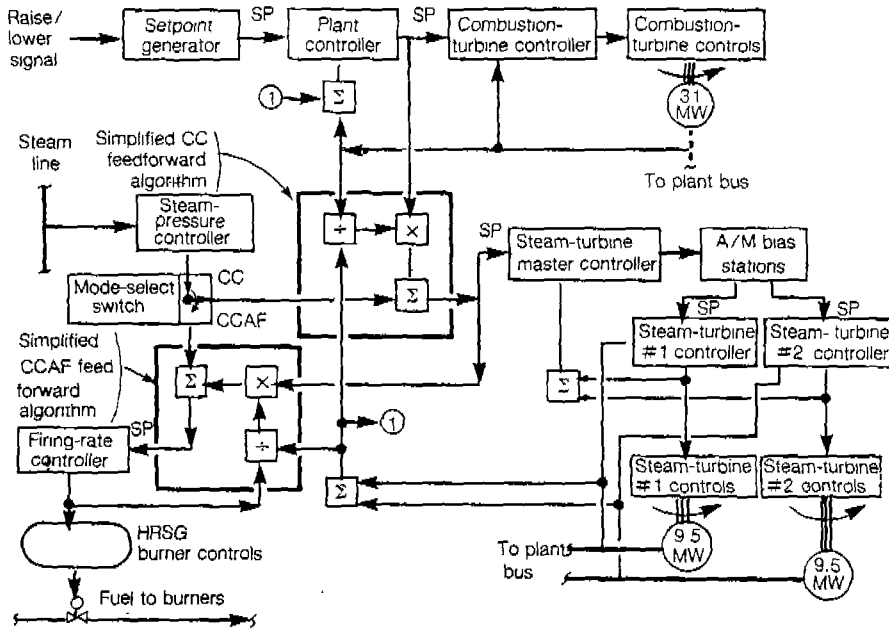 Raise/
lower
signal
Setpoint
generator
SP
Plant
controller
SP
Combustion-
turbine controller
Combustion-
turbine controls
31
MW
To plant bus
1
Σ
Steam
line
Simplified CC
feedforward
algorithm
Steam-
pressure
controller
÷
×
Σ
Mode-select
switch
CC
CCAF
SP
Steam-turbine
master controller
A/M bias
stations
SP
SP
Steam-turbine
#1 controller
Steam-turbine
#2 controller
Σ
Simplified
CCAF feed
forward
algorithm
Σ
×
÷
1
Σ
SP
Firing-rate
controller
HRSG
burner controls
Fuel to burners
Steam-turbine
#1 controls
Steam-turbine
#2 controls
9.5
MW
9.5
MW
To plant
bus